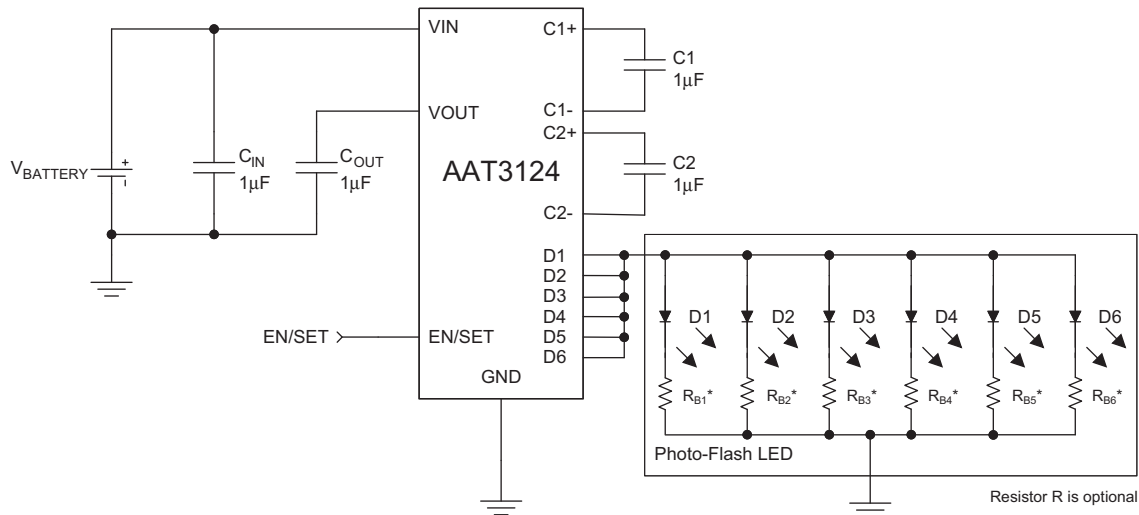 VIN
C1+
C1
1μF
C1-
VOUT
C2+
V_BATTERY
+
-
C_IN
1μF
C_OUT
1μF
AAT3124
C2
1μF
C2-
D1
D2
D3
D4
D5
D6
EN/SET
EN/SET
GND
D1
D2
D3
D4
D5
D6
R_B1*
R_B2*
R_B3*
R_B4*
R_B5*
R_B6*
Photo-Flash LED
Resistor R is optional